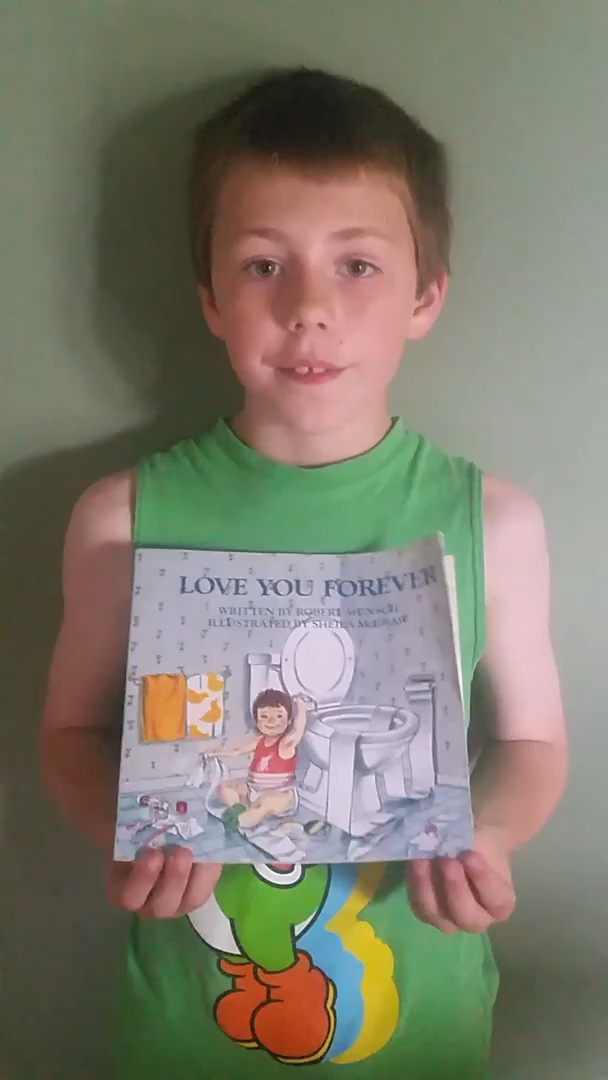 LOVE YOU FOREVER
WRITTEN BY ROBERT MUNSCH
ILLUSTRATED BY SHEILA McGRAW